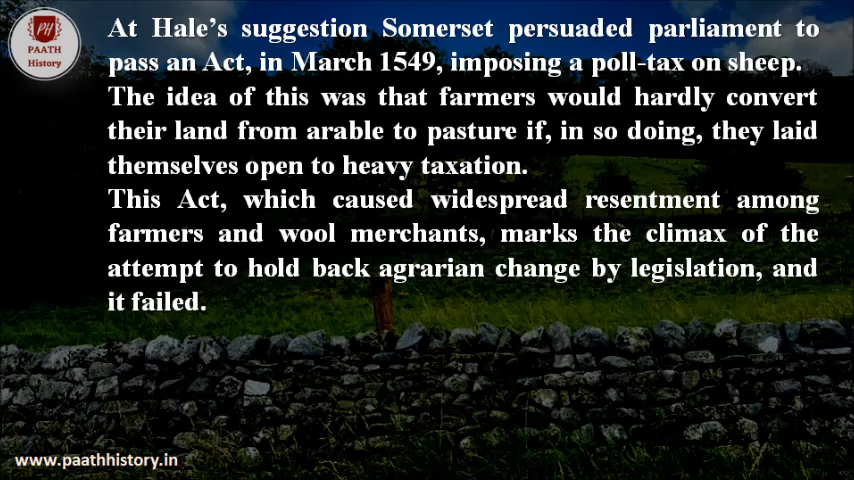 PH
PAATH
History
At Hale's suggestion Somerset persuaded parliament to
pass an Act, in March 1549, imposing a poll-tax on sheep.
The idea of this was that farmers would hardly convert
their land from arable to pasture if, in so doing, they laid
themselves open to heavy taxation.
This Act, which caused widespread resentment among
farmers and wool merchants, marks the climax of the
attempt to hold back agrarian change by legislation, and
it failed.
www.paathhistory.in